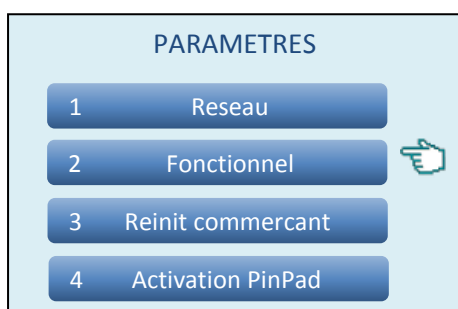 PARAMETRES
1 Reseau
2 Fonctionnel
3 Reinit commercant
4 Activation PinPad